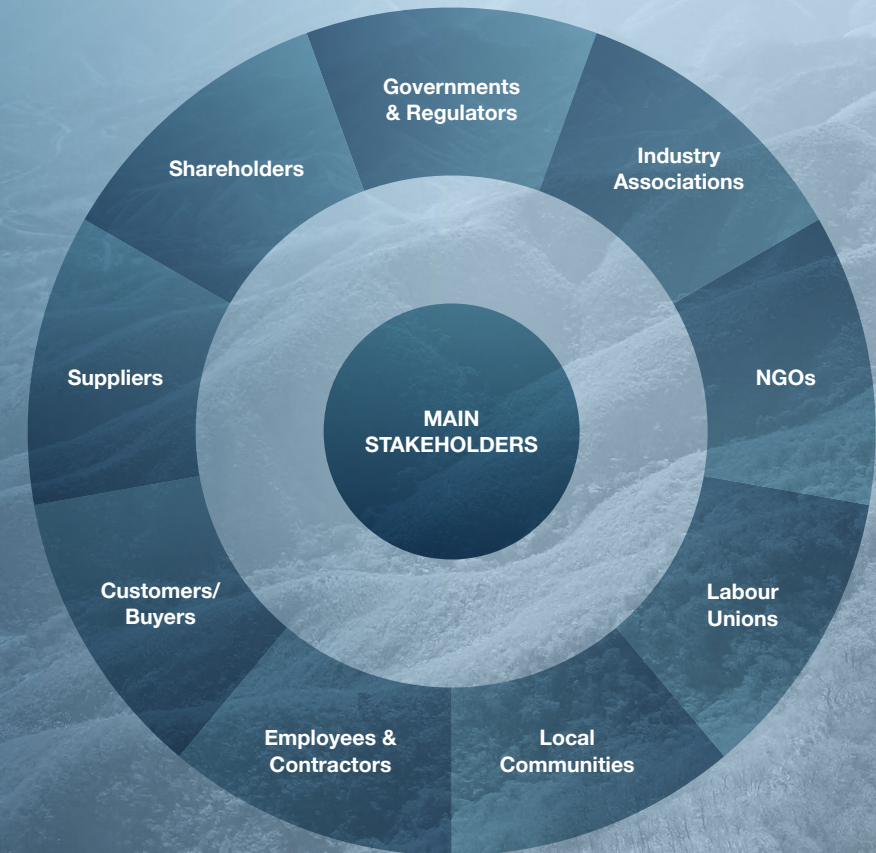 Governments
& Regulators
Industry
Associations
Shareholders
NGOs
Suppliers
MAIN
STAKEHOLDERS
Labour
Unions
Customers/
Buyers
Employees &
Contractors
Local
Communities